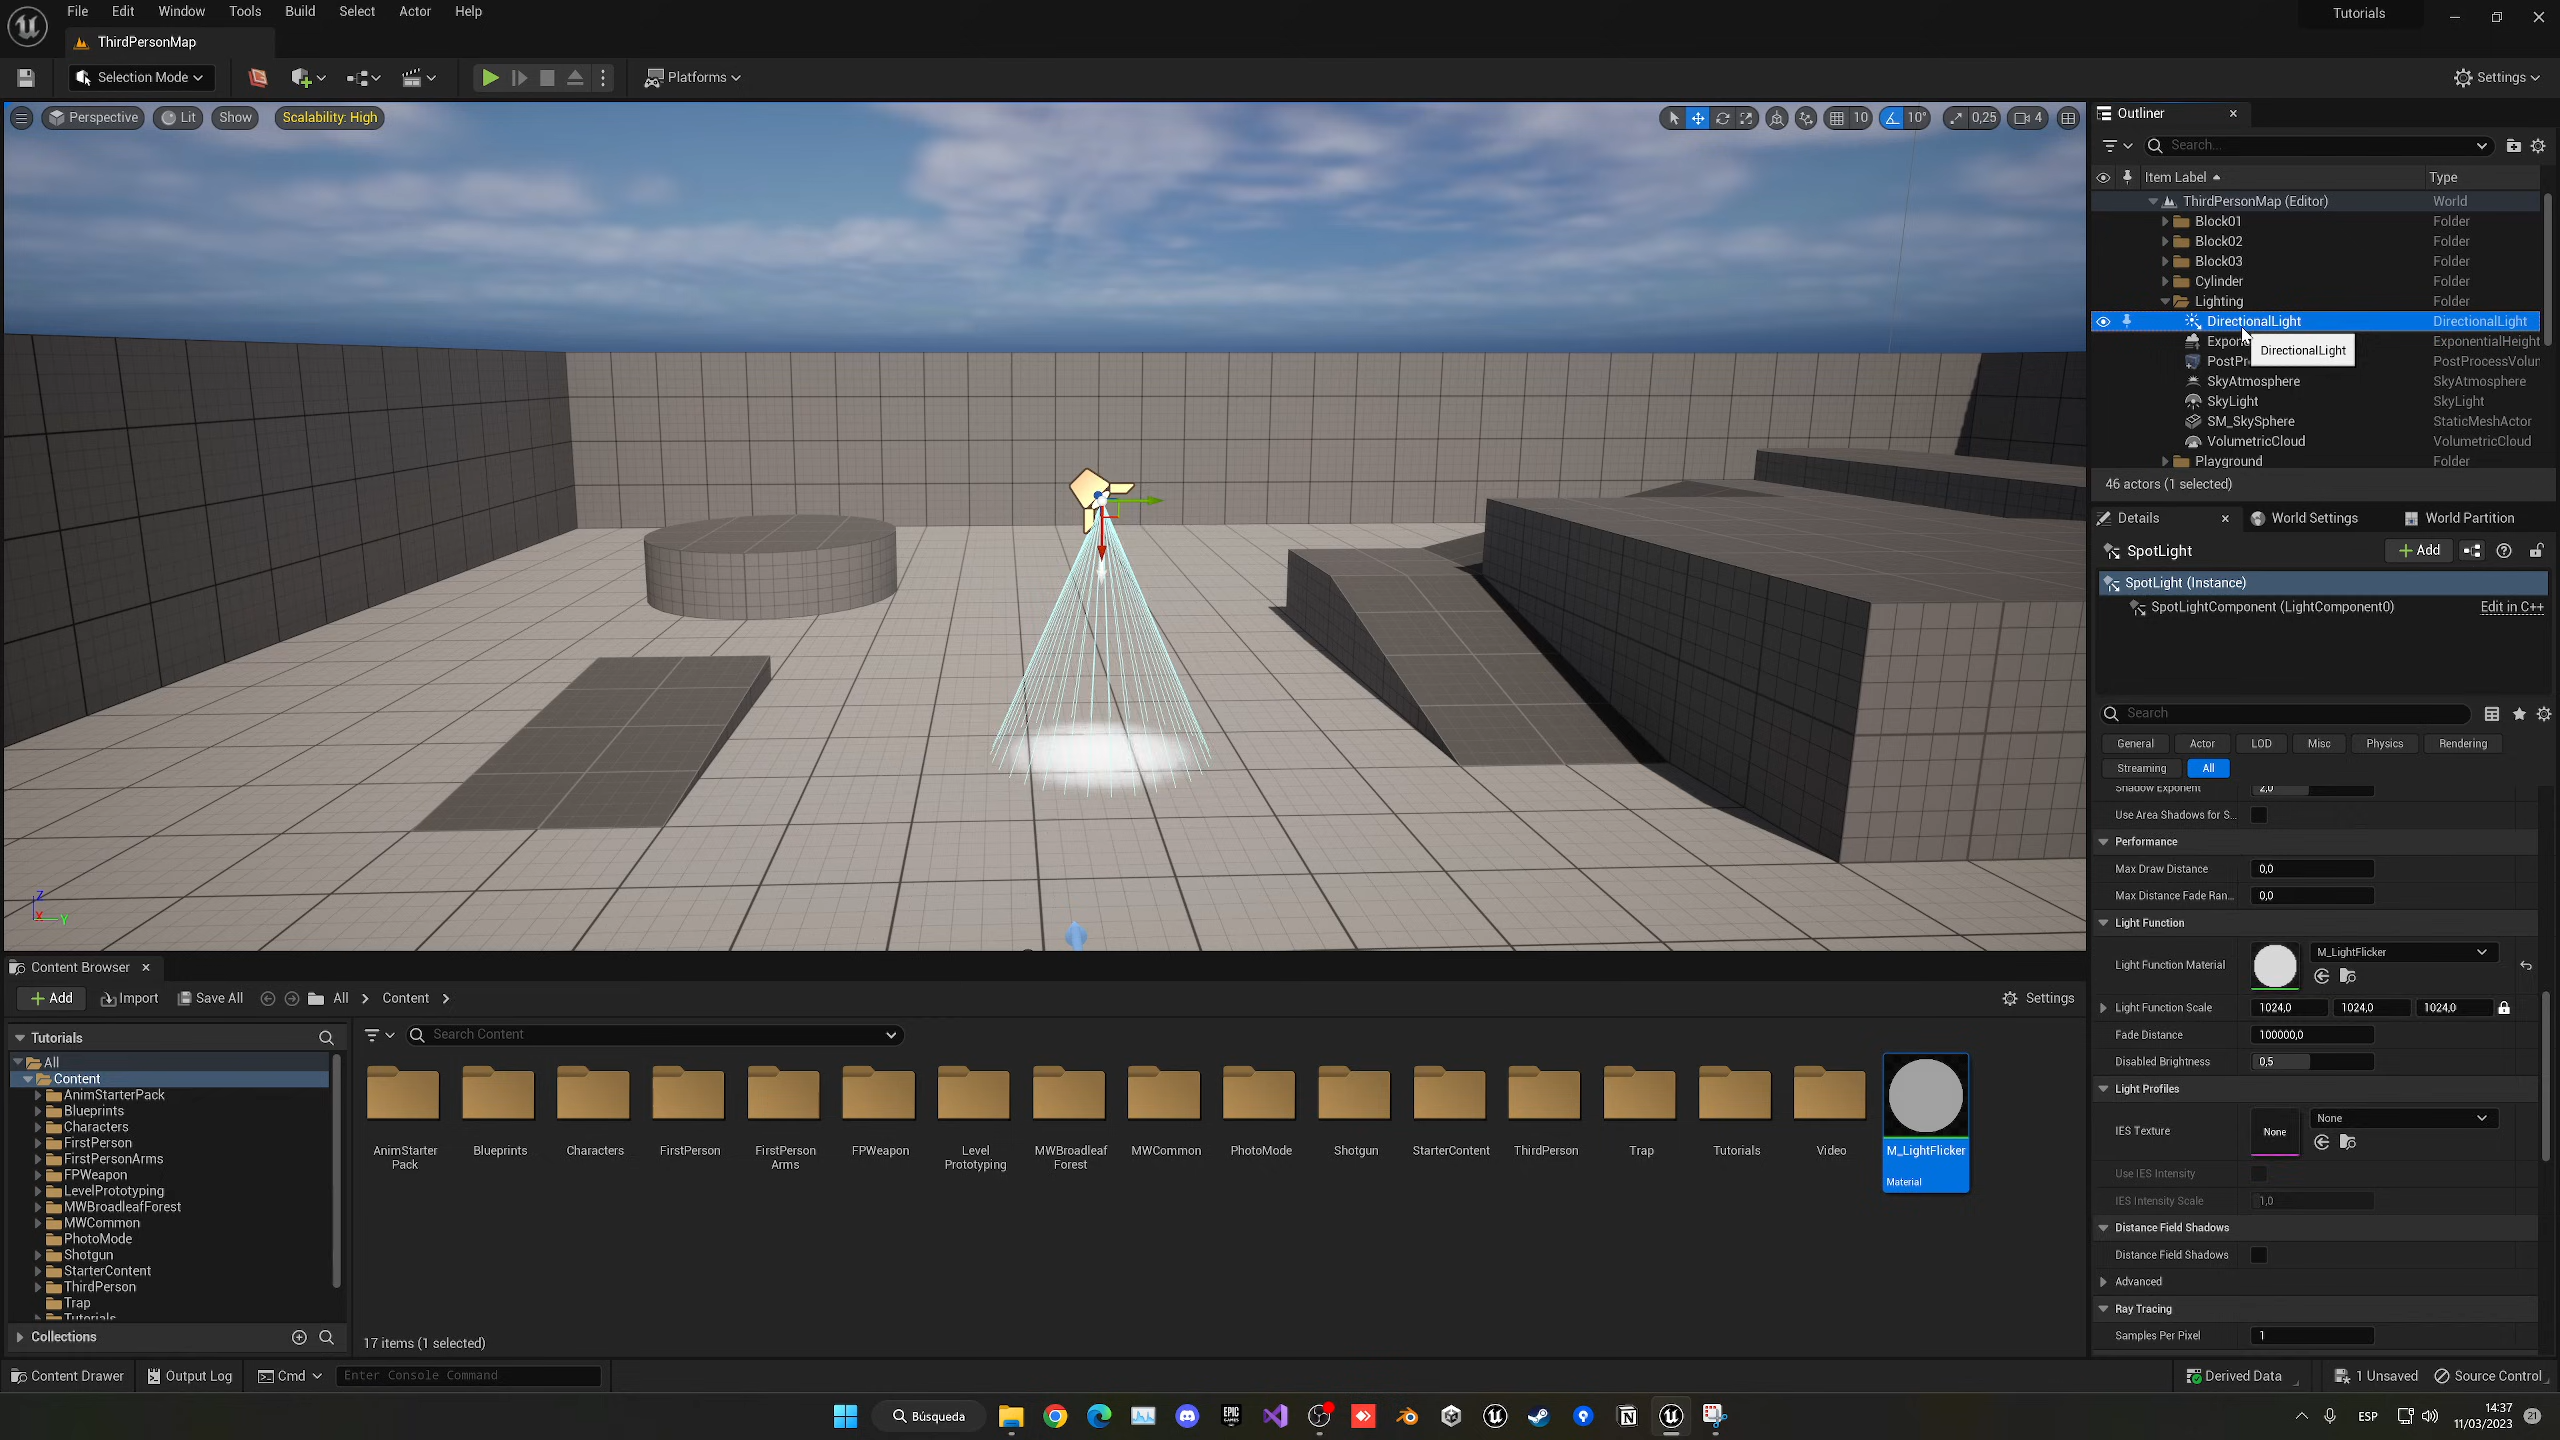 File Edit Window Tools Build Select Actor Help
Tutorials
ThirdPersonMap
Selection Mode
Platforms
Settings
Perspective
Lit
Show
Scalability: High
10
10°
0,25
4
Outliner
Search...
Item Label
Type
ThirdPersonMap (Editor) World
Block01 Folder
Block02 Folder
Block03 Folder
Cylinder Folder
Lighting Folder
DirectionalLight DirectionalLight
Expone ExponentialHeight
DirectionalLight
PostPr PostProcessVolun
SkyAtmosphere SkyAtmosphere
SkyLight SkyLight
SM_SkySphere StaticMeshActor
VolumetricCloud VolumetricCloud
Playground Folder
46 actors (1 selected)
Details
World Settings
World Partition
SpotLight
Add
SpotLight (Instance)
SpotLightComponent (LightComponent0) Edit in C++
Search
General Actor LOD Misc Physics Rendering
Streaming All
Shadow Exponent 2,0
Use Area Shadows for S...
Performance
Max Draw Distance 0,0
Max Distance Fade Ran... 0,0
Light Function
Light Function Material M_LightFlicker
Light Function Scale 1024,0 1024,0 1024,0
Fade Distance 100000,0
Disabled Brightness 0,5
Light Profiles
IES Texture None None
Use IES Intensity
IES Intensity Scale 1,0
Distance Field Shadows
Distance Field Shadows
Advanced
Ray Tracing
Samples Per Pixel 1
Z
X
Y
Content Browser
Add Import Save All All Content Settings
Tutorials
Search Content
All
Content
AnimStarterPack
Blueprints
Characters
FirstPerson
FirstPersonArms
FPWeapon
LevelPrototyping
MWBroadleafForest
MWCommon
PhotoMode
Shotgun
StarterContent
ThirdPerson
Trap
Tutorials
Collections
AnimStarter
Pack
Blueprints
Characters
FirstPerson
FirstPerson
Arms
FPWeapon
Level
Prototyping
MWBroadleaf
Forest
MWCommon
PhotoMode
Shotgun
StarterContent
ThirdPerson
Trap
Tutorials
Video
M_LightFlicker
Material
17 items (1 selected)
Content Drawer Output Log Cmd Enter Console Command
Derived Data 1 Unsaved Source Control
Búsqueda
EPIC
GAMES
ESP
14:37
11/03/2023
21